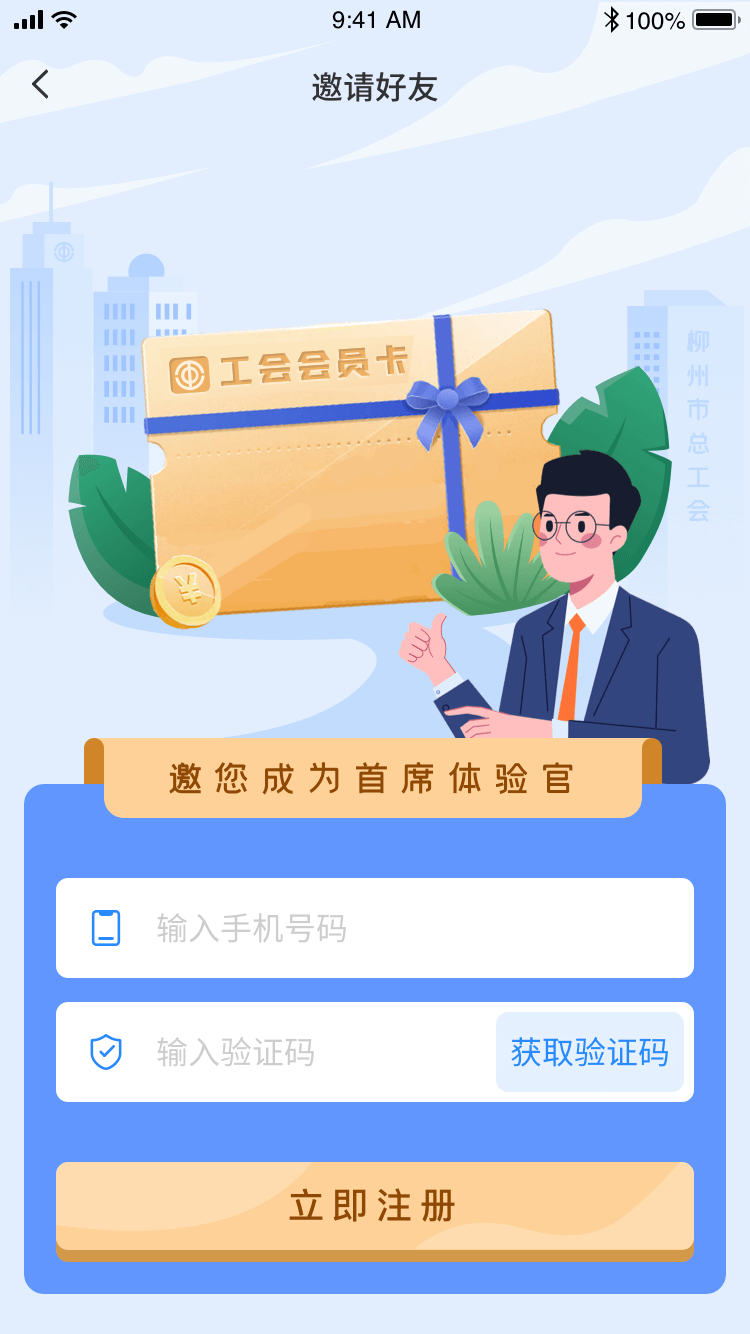 9:41 AM
100%
邀请好友
工会会员卡
柳州市总工会
¥
邀您成为首席体验官
输入手机号码
输入验证码
获取验证码
立即注册